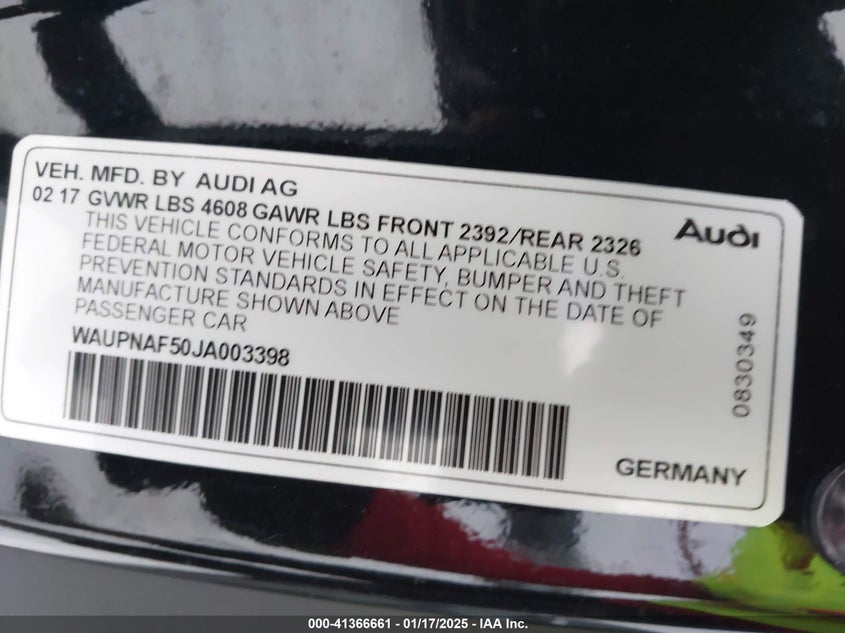 VEH. MFD. BY AUDI AG
02 17 GVWR LBS 4608 GAWR LBS FRONT 2392/REAR 2326
THIS VEHICLE CONFORMS TO ALL APPLICABLE U.S.
FEDERAL MOTOR VEHICLE SAFETY, BUMPER AND THEFT
PREVENTION STANDARDS IN EFFECT ON THE DATE OF
MANUFACTURE SHOWN ABOVE
PASSENGER CAR
WAUPNAF50JA003398
Audi
0830349
GERMANY
000-41366661 - 01/17/2025 - IAA Inc.